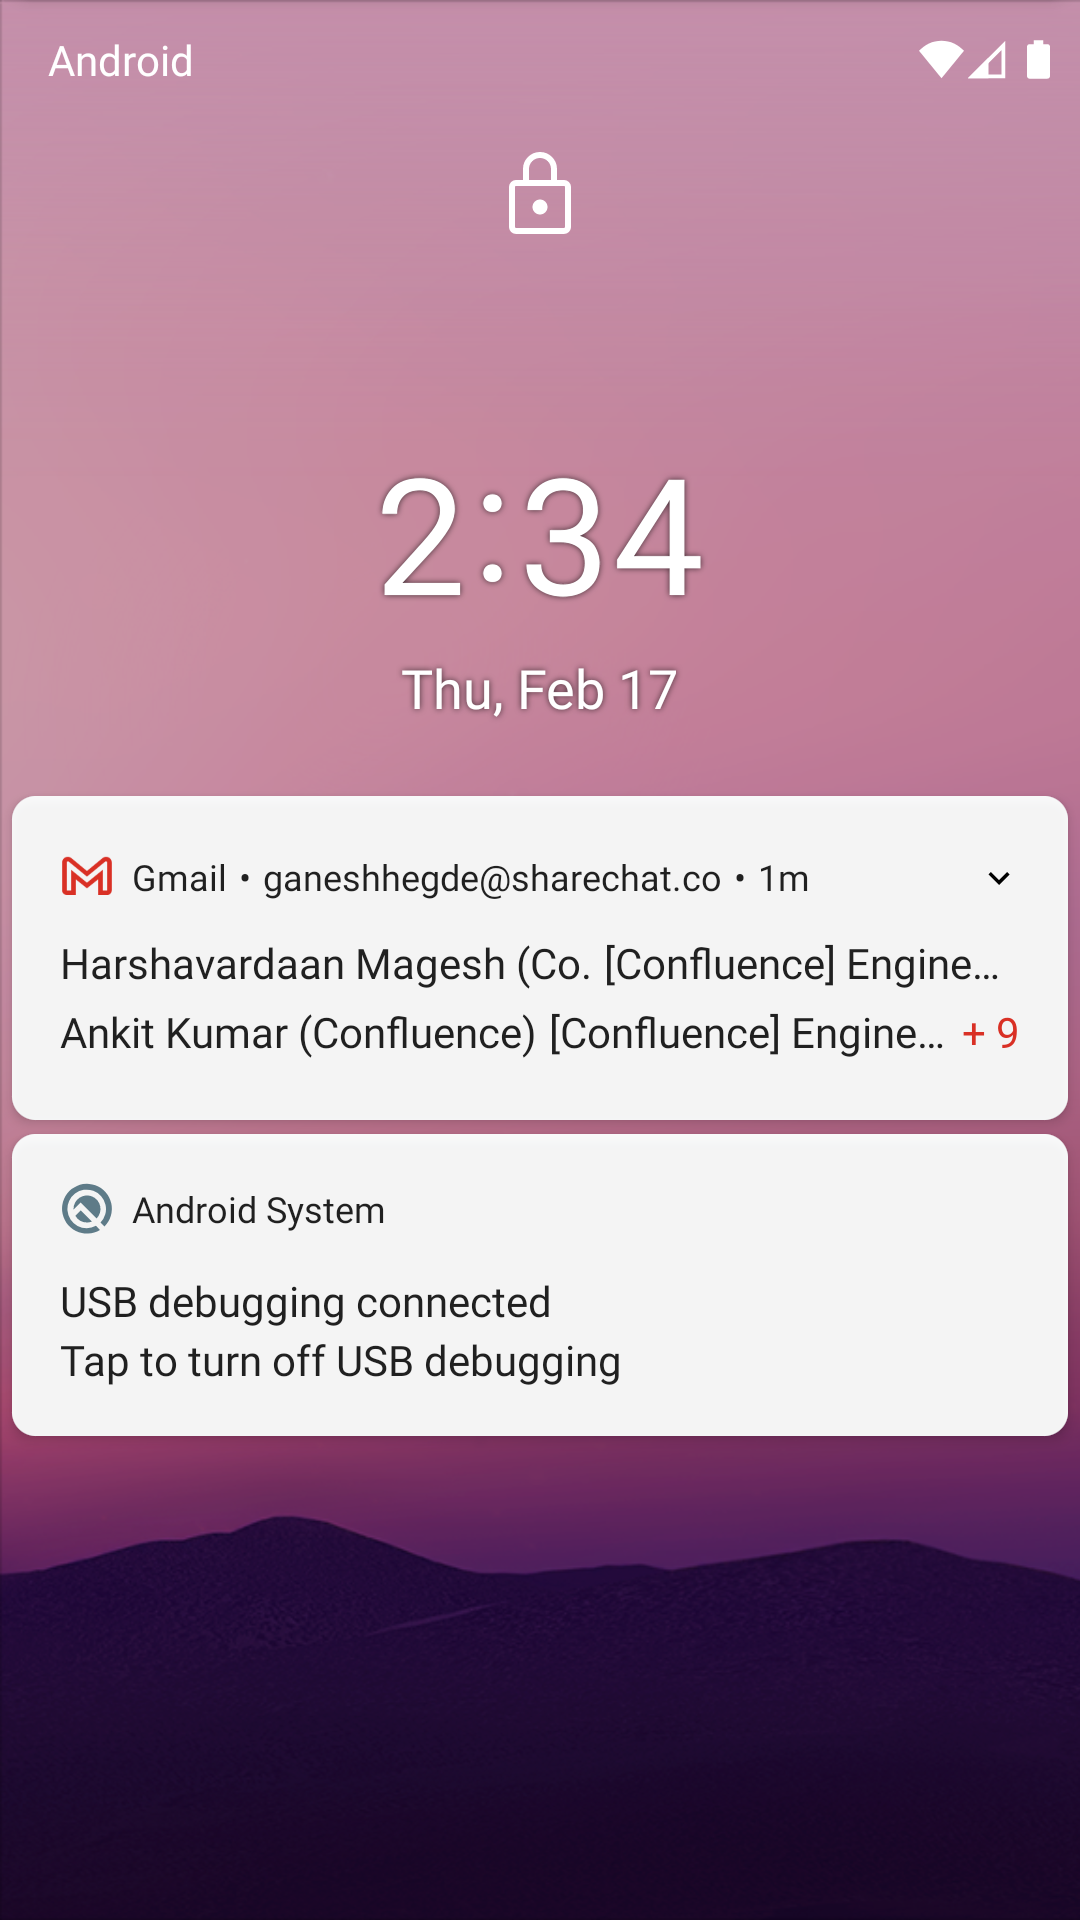 Android
2:34
Thu, Feb 17
Gmail • ganeshhegde@sharechat.co • 1m
Harshavardaan Magesh (Co. [Confluence] Engine...
Ankit Kumar (Confluence) [Confluence] Engine... + 9
Android System
USB debugging connected
Tap to turn off USB debugging